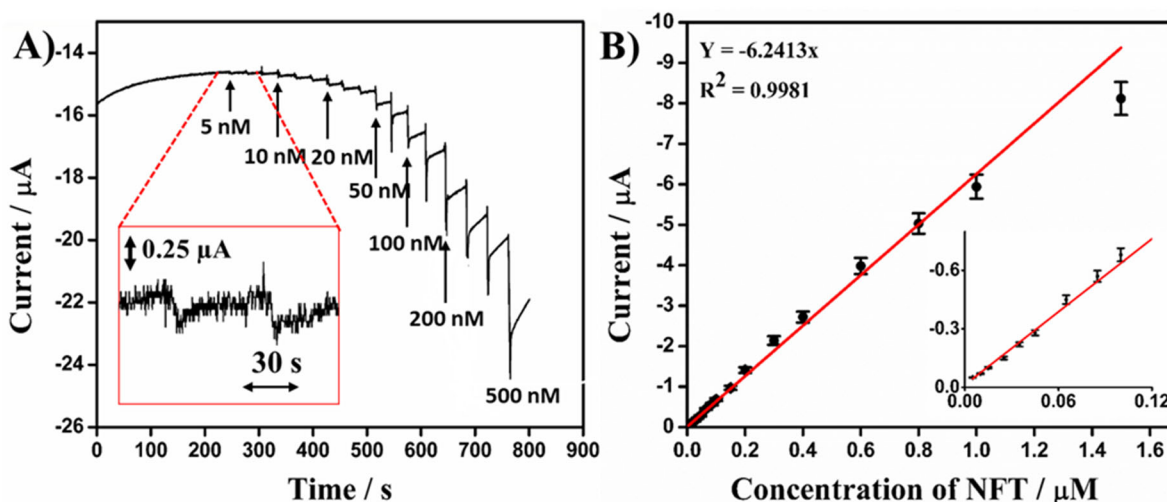 A)
-14
-16
-18
-20
-22
-24
-26
Current / μA
0 100 200 300 400 500 600 700 800 900
Time / s
5 nM
10 nM
20 nM
50 nM
100 nM
200 nM
500 nM
0.25 μA
30 s
B)
Y = -6.2413x
R² = 0.9981
-10
-9
-8
-7
-6
-5
-4
-3
-2
-1
0
Current / μA
0.0 0.2 0.4 0.6 0.8 1.0 1.2 1.4 1.6
Concentration of NFT / μM
-0.6
-0.3
0.0
0.00 0.06 0.12